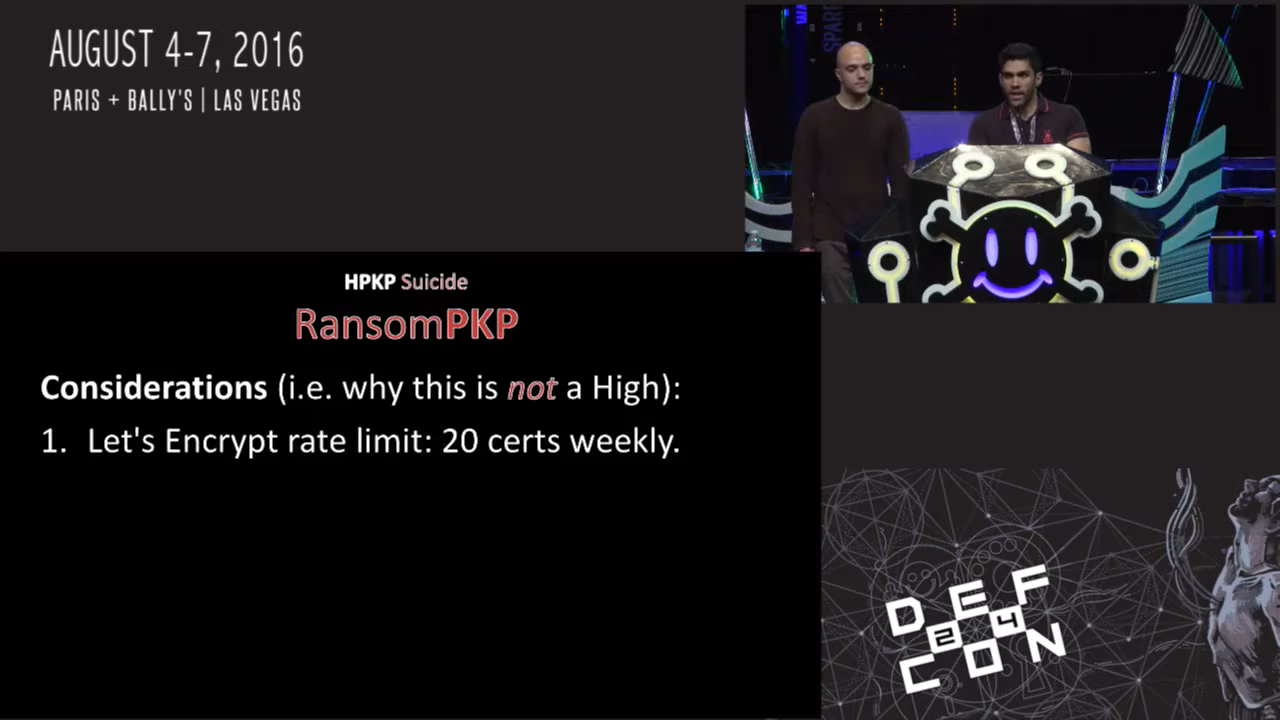 AUGUST 4-7, 2016
PARIS + BALLY'S | LAS VEGAS
HPKP Suicide
RansomPKP
Considerations (i.e. why this is not a High):
1. Let's Encrypt rate limit: 20 certs weekly.
DEF
24
CON